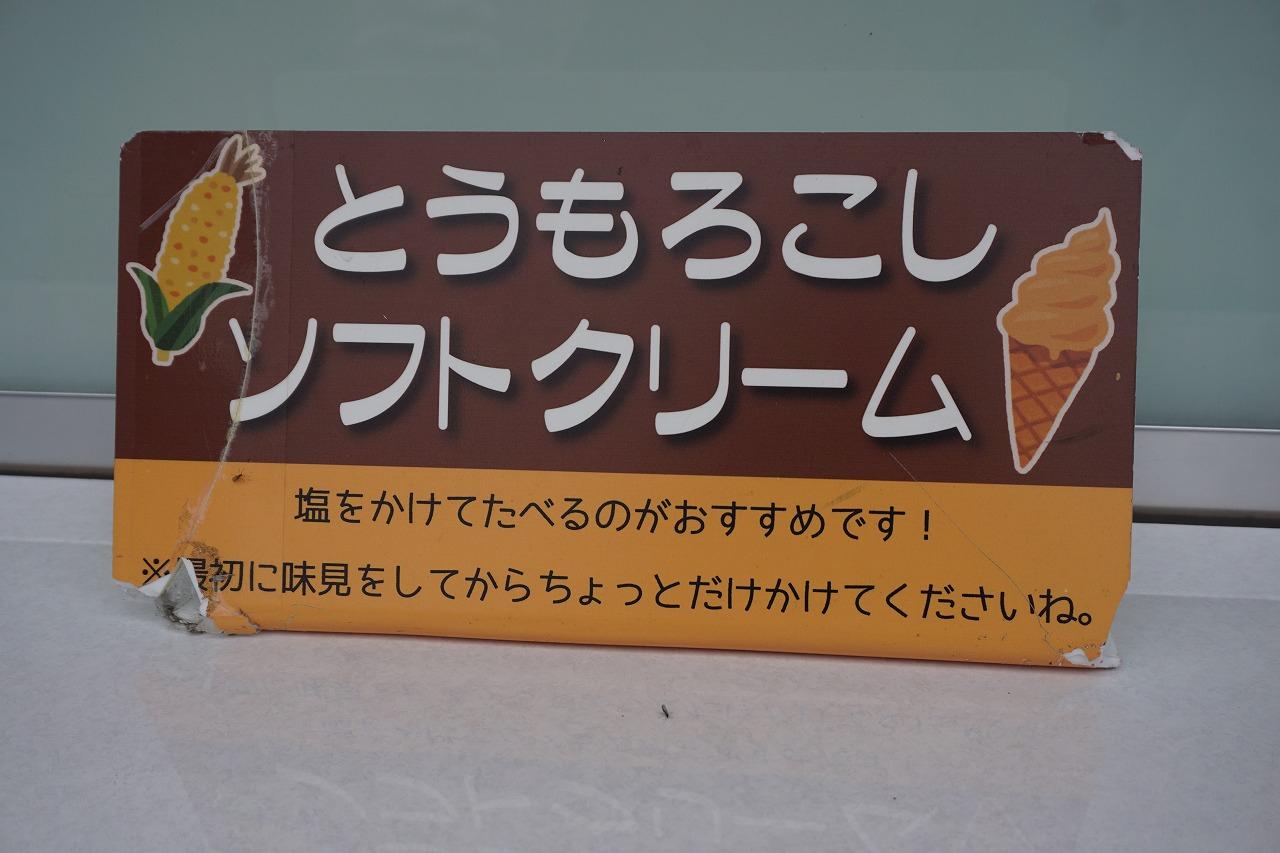 とうもろこし
ソフトクリーム
塩をかけてたべるのがおすすめです！
※最初に味見をしてからちょっとだけかけてくださいね。